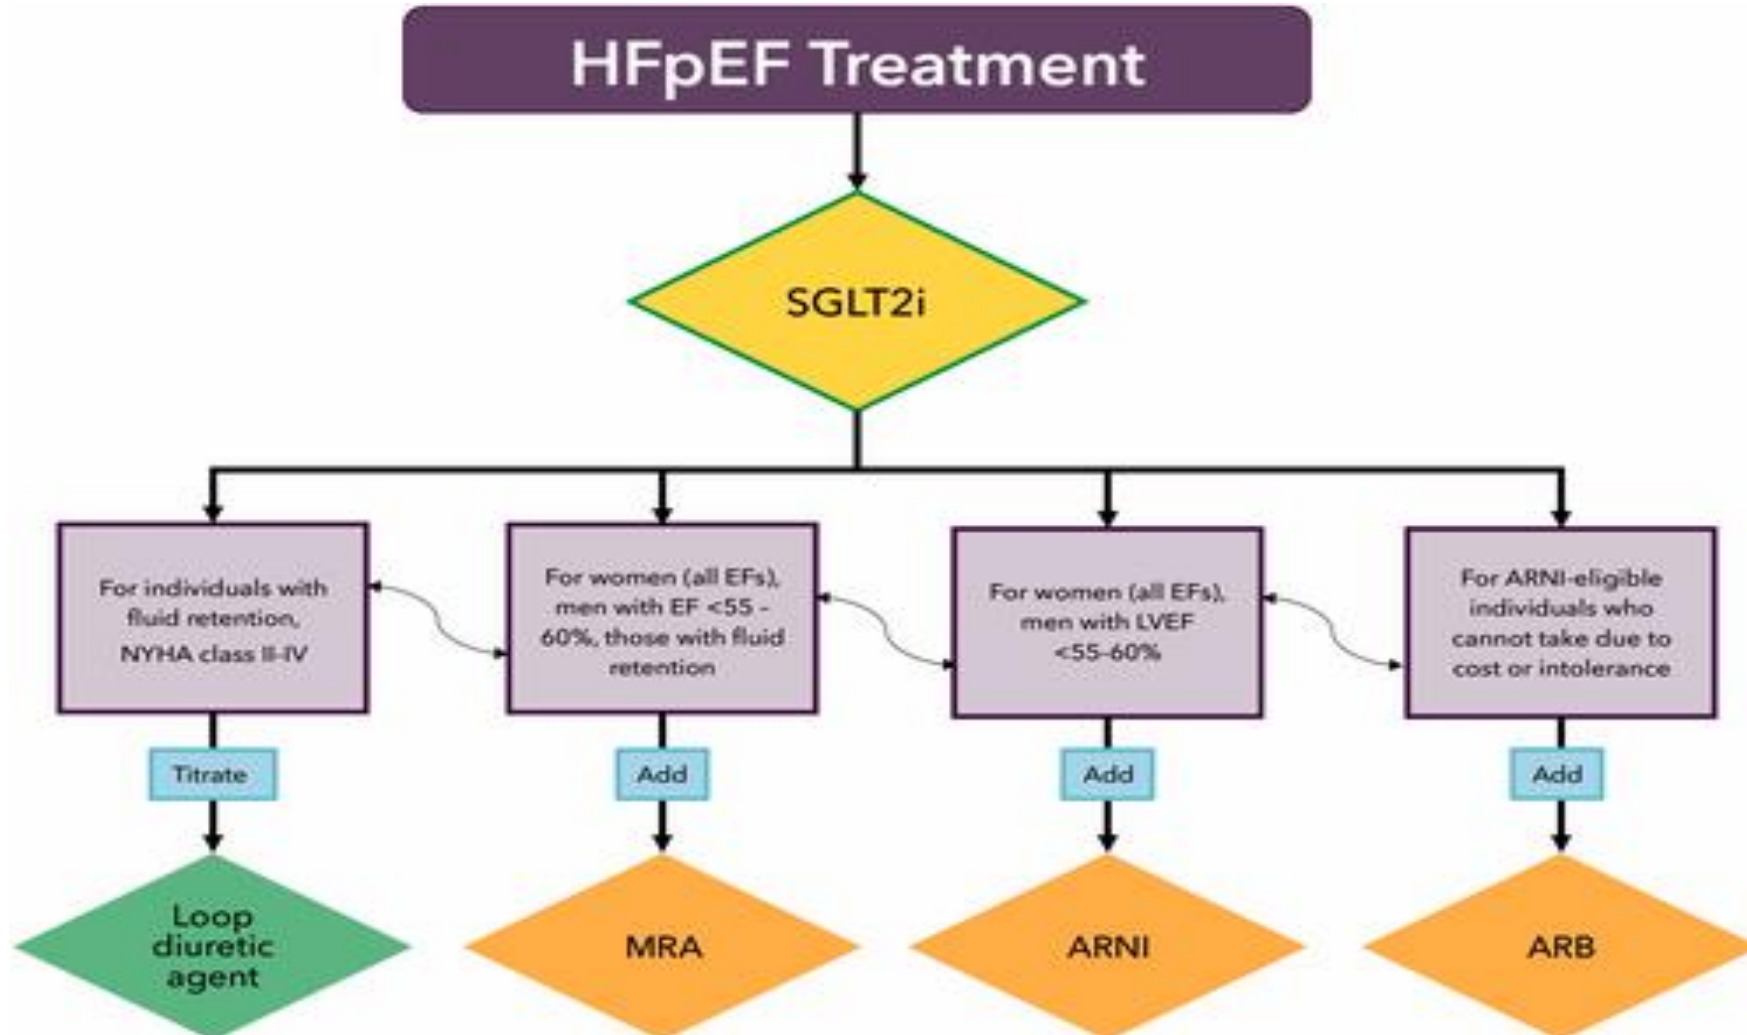 HFpEF Treatment
SGLT2i
For individuals with
fluid retention,
NYHA class II-IV
For women (all EFs),
men with EF <55 –
60%, those with fluid
retention
For women (all EFs),
men with LVEF
<55-60%
For ARNI-eligible
individuals who
cannot take due to
cost or intolerance
Titrate
Add
Add
Add
Loop
diuretic
agent
MRA
ARNI
ARB